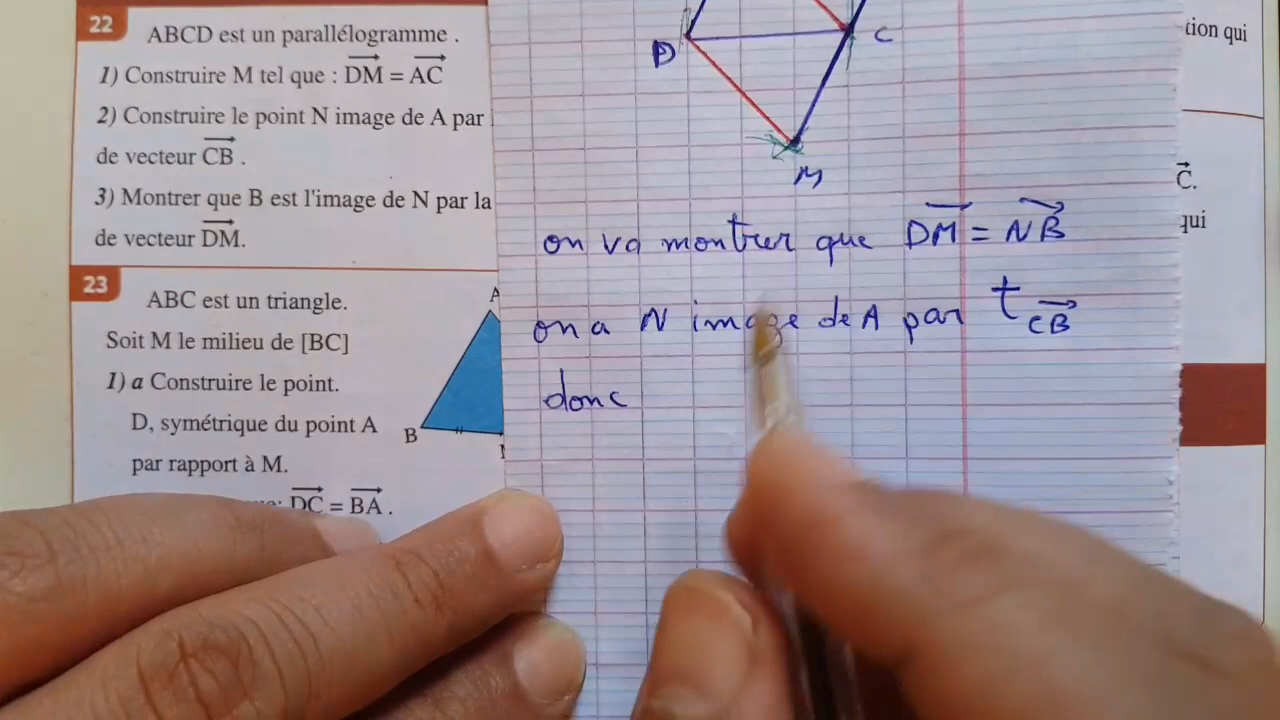 22
ABCD est un parallélogramme .
1) Construire M tel que : DM = AC
2) Construire le point N image de A par
de vecteur CB .
3) Montrer que B est l'image de N par la
de vecteur DM.
23
ABC est un triangle.
Soit M le milieu de [BC]
1) a Construire le point.
D, symétrique du point A
par rapport à M.
DC = BA .
A
B
D
C
M
on va montrer que DM = NB
on a N image de A par t CB
donc
tion qui
C.
qui